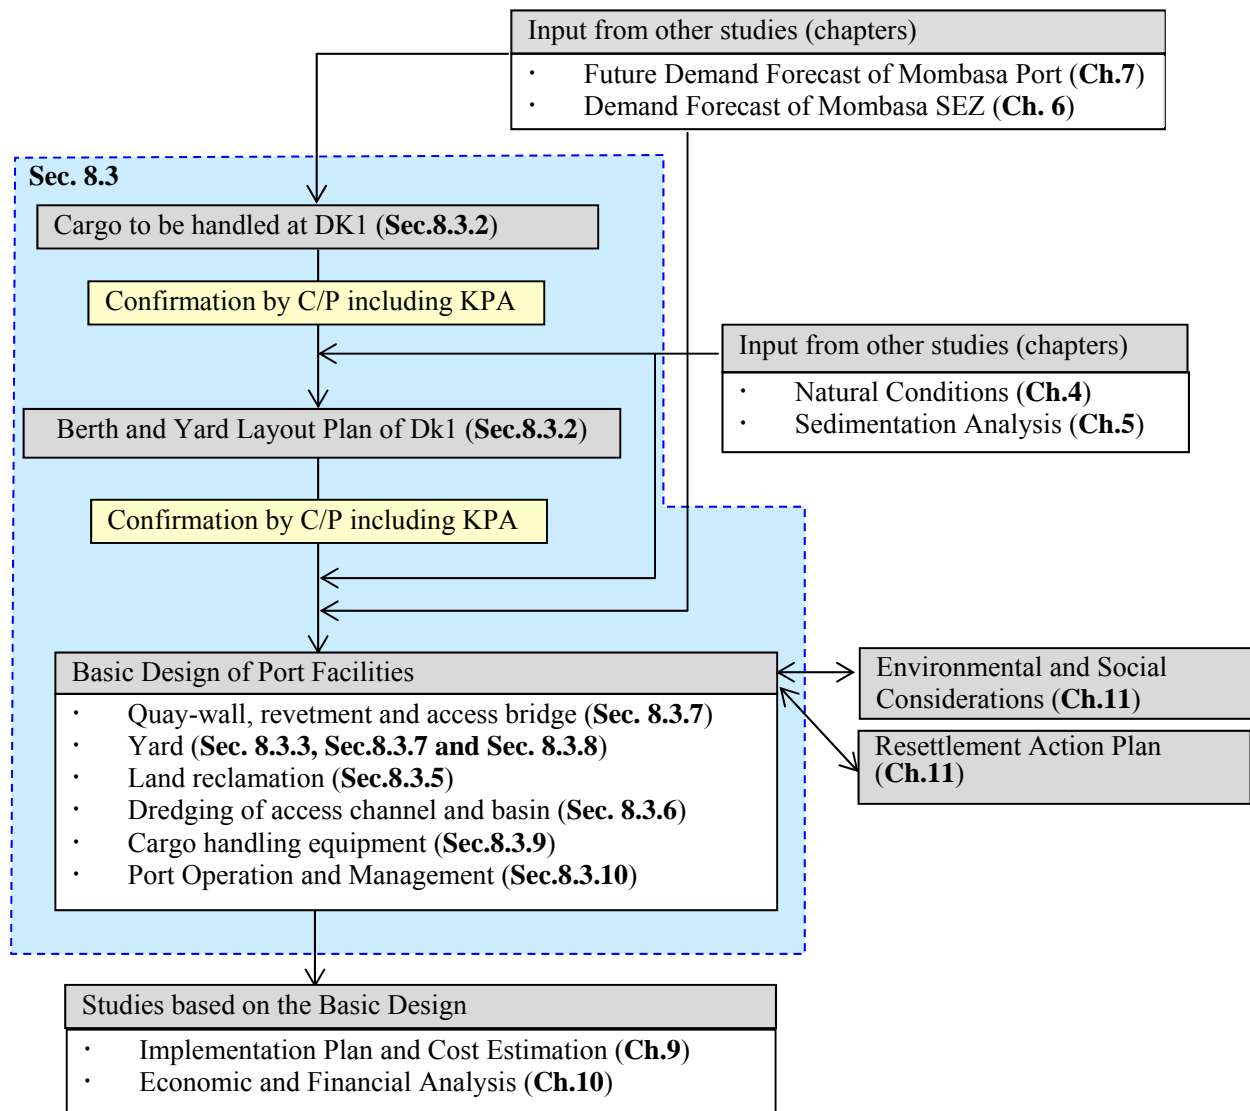 Input from other studies (chapters)
・ Future Demand Forecast of Mombasa Port (Ch.7)
・ Demand Forecast of Mombasa SEZ (Ch. 6)
Sec. 8.3
Cargo to be handled at DK1 (Sec.8.3.2)
Confirmation by C/P including KPA
Input from other studies (chapters)
・ Natural Conditions (Ch.4)
・ Sedimentation Analysis (Ch.5)
Berth and Yard Layout Plan of Dk1 (Sec.8.3.2)
Confirmation by C/P including KPA
Basic Design of Port Facilities
・ Quay-wall, revetment and access bridge (Sec. 8.3.7)
・ Yard (Sec. 8.3.3, Sec.8.3.7 and Sec. 8.3.8)
・ Land reclamation (Sec.8.3.5)
・ Dredging of access channel and basin (Sec. 8.3.6)
・ Cargo handling equipment (Sec.8.3.9)
・ Port Operation and Management (Sec.8.3.10)
Environmental and Social
Considerations (Ch.11)
Resettlement Action Plan
(Ch.11)
Studies based on the Basic Design
・ Implementation Plan and Cost Estimation (Ch.9)
・ Economic and Financial Analysis (Ch.10)